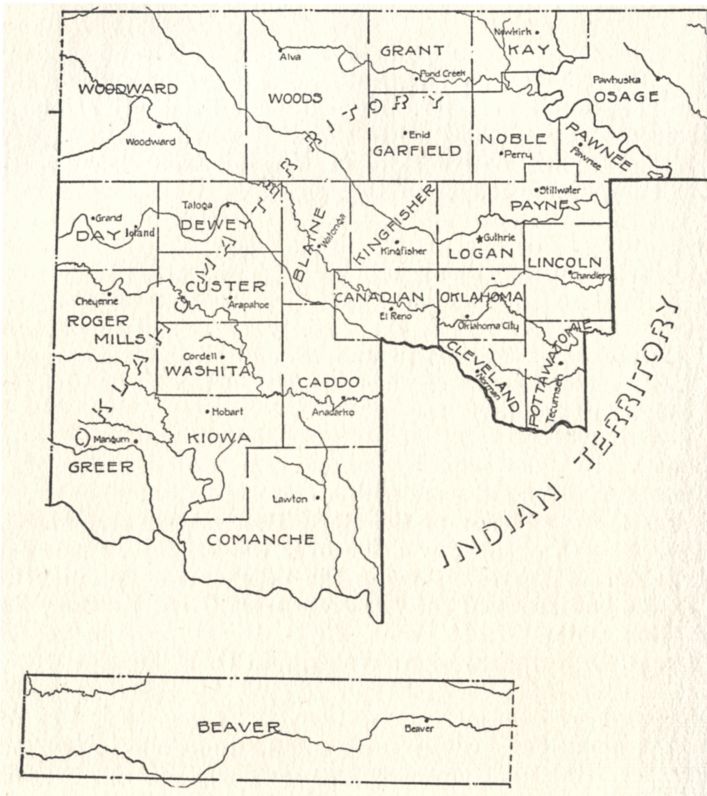 GRANT
Newkirk
KAY
Alva
Pond Creek
WOODWARD
WOODS
Pawhuska
OSAGE
Woodward
Enid
GARFIELD
NOBLE
Perry
PAWNEE
Pawnee
OKLAHOMA TERRITORY
Grand
DAY
Island
Taloga
DEWEY
BLAINE
Watonga
KINGFISHER
Kingfisher
Stillwater
PAYNE
Guthrie
LOGAN
LINCOLN
Chandler
Cheyenne
ROGER
MILLS
CUSTER
Arapahoe
CANADIAN
El Reno
OKLAHOMA
Oklahoma City
Cordell
WASHITA
CADDO
Anadarko
CLEVELAND
Norman
POTTAWATOMIE
Tecumseh
Hobart
KIOWA
Mangum
GREER
Lawton
COMANCHE
INDIAN TERRITORY
BEAVER
Beaver